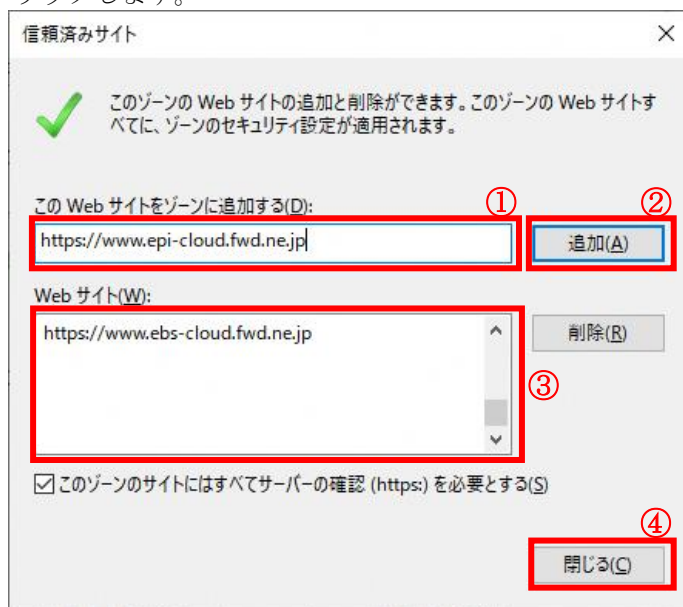 クリックします。
信頼済みサイト
このゾーンの Web サイトの追加と削除ができます。このゾーンの Web サイトす
べてに、ゾーンのセキュリティ設定が適用されます。
この Web サイトをゾーンに追加する(D): ① ②
https://www.epi-cloud.fwd.ne.jp 追加(A)
Web サイト(W):
https://www.ebs-cloud.fwd.ne.jp 削除(R)
③
このゾーンのサイトにはすべてサーバーの確認 (https:) を必要とする(S)
④
閉じる(C)